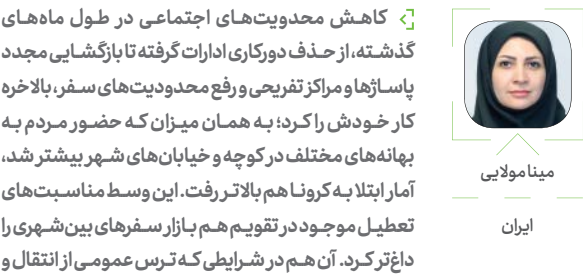 کاهش محدویت‌های اجتماعی در طول ماه‌های
گذشته، از حذف دورکاری ادارات گرفته تا بازگشایی مجدد
پاساژها و مراکز تفریحی و رفع محدودیت‌های سفر، بالاخره
کار خودش را کرد؛ به همان میزان که حضور مردم به
بهانه‌های مختلف در کوچه و خیابان‌های شهر بیشتر شد،
آمار ابتلا به کرونا هم بالاتر رفت. این وسط مناسبت‌های
تعطیل موجود در تقویم هم بازار سفرهای بین‌شهری را
داغ‌تر کرد. آن هم در شرایطی که ترس عمومی از انتقال و
مینا مولایی
ایران